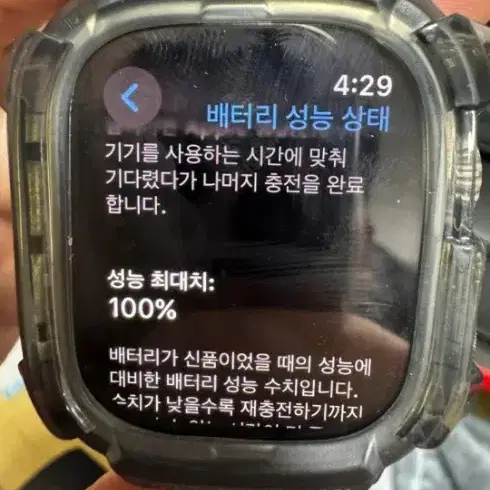 4:29
배터리 성능 상태
기기를 사용하는 시간에 맞춰
기다렸다가 나머지 충전을 완료
합니다.
성능 최대치:
100%
배터리가 신품이었을 때의 성능에
대비한 배터리 성능 수치입니다.
수치가 낮을수록 재충전하기까지